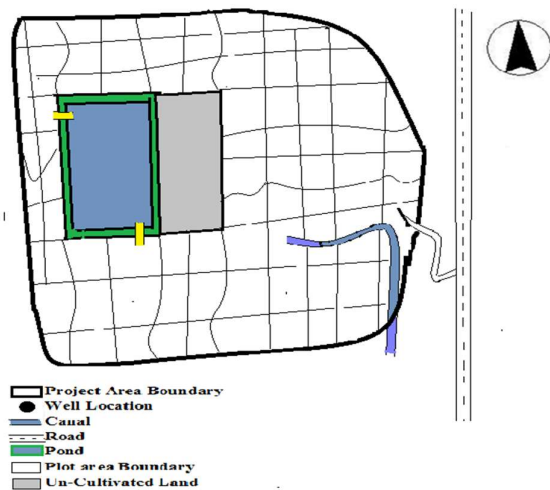 Project Area Boundary
Well Location
Canal
Road
Pond
Plot area Boundary
Un-Cultivated Land